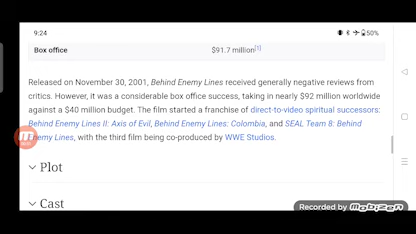 9:24
50%
Box office $91.7 million[1]
Released on November 30, 2001, Behind Enemy Lines received generally negative reviews from
critics. However, it was a considerable box office success, taking in nearly $92 million worldwide
against a $40 million budget. The film started a franchise of direct-to-video spiritual successors:
Behind Enemy Lines II: Axis of Evil, Behind Enemy Lines: Colombia, and SEAL Team 8: Behind
Enemy Lines, with the third film being co-produced by WWE Studios.
Plot
Cast
Recorded by Mobizen